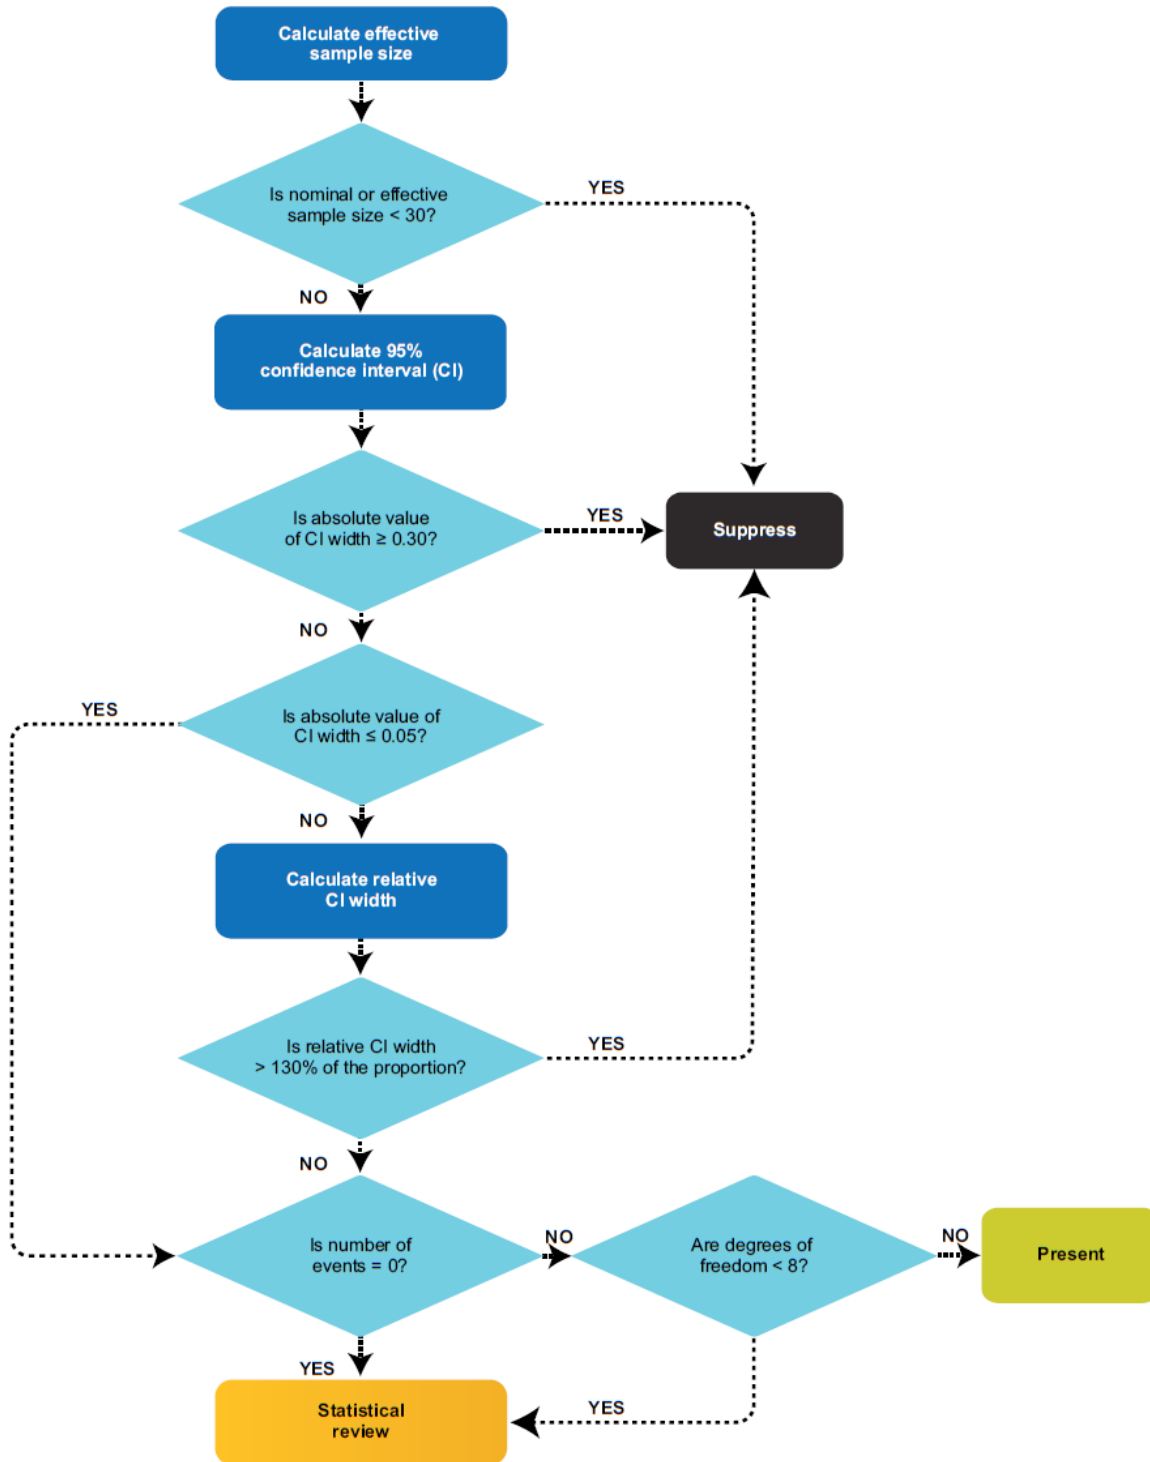 Calculate effective
sample size
Is nominal or effective
sample size < 30?
YES
NO
Calculate 95%
confidence interval (CI)
Is absolute value
of CI width ≥ 0.30?
YES
Suppress
NO
Is absolute value of
CI width ≤ 0.05?
YES
NO
Calculate relative
CI width
Is relative CI width
> 130% of the proportion?
YES
NO
Is number of
events = 0?
NO
Are degrees of
freedom < 8?
NO
Present
YES
Statistical
review
YES